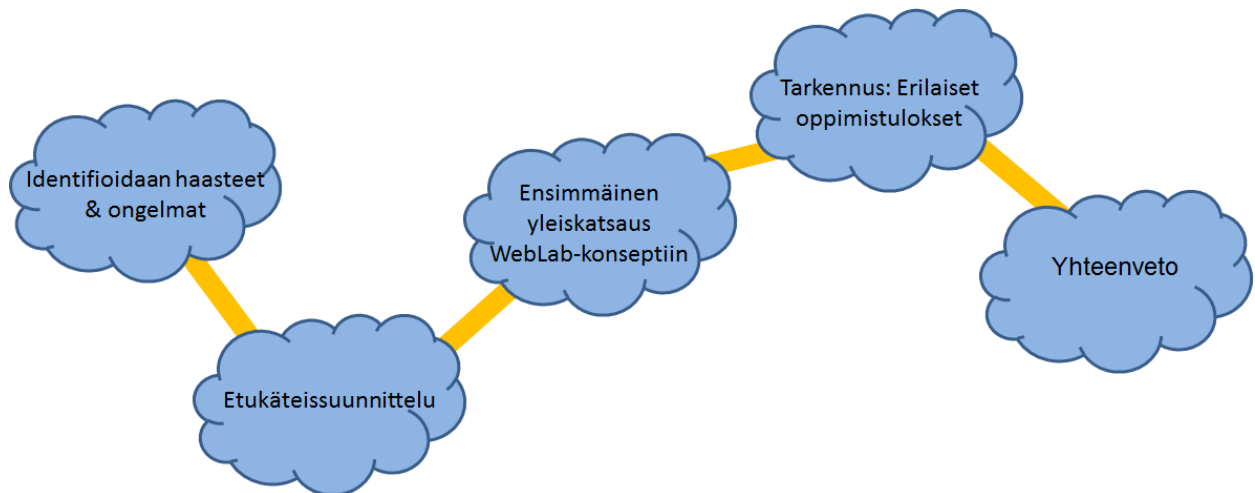 Identifioidaan haasteet
& ongelmat
Etukäteissuunnittelu
Ensimmäinen
yleiskatsaus
WebLab-konseptiin
Tarkennus: Erilaiset
oppimistulokset
Yhteenveto